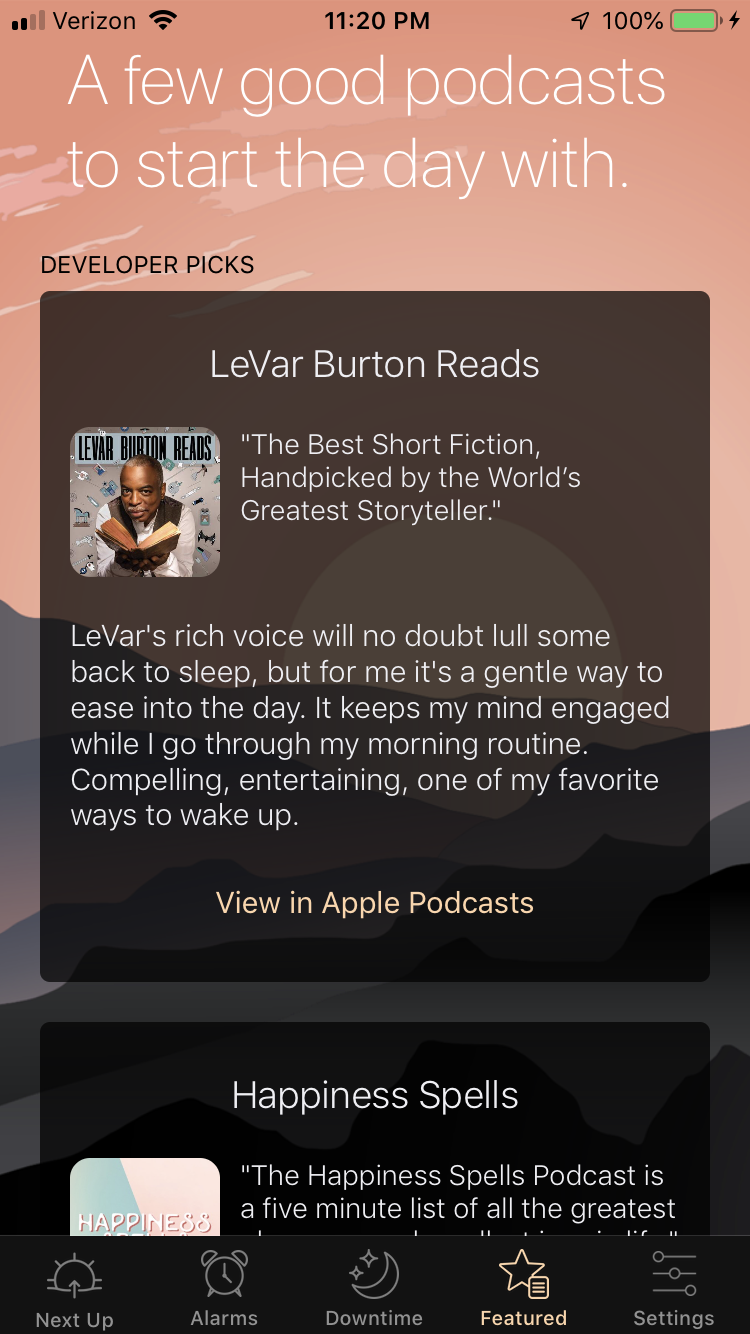 Verizon 11:20 PM 100%
A few good podcasts
to start the day with.
DEVELOPER PICKS
LeVar Burton Reads
LEVAR BURTON READS
"The Best Short Fiction,
Handpicked by the World’s
Greatest Storyteller."
LeVar's rich voice will no doubt lull some
back to sleep, but for me it's a gentle way to
ease into the day. It keeps my mind engaged
while I go through my morning routine.
Compelling, entertaining, one of my favorite
ways to wake up.
View in Apple Podcasts
Happiness Spells
HAPPINESS
"The Happiness Spells Podcast is
a five minute list of all the greatest
Next Up Alarms Downtime Featured Settings